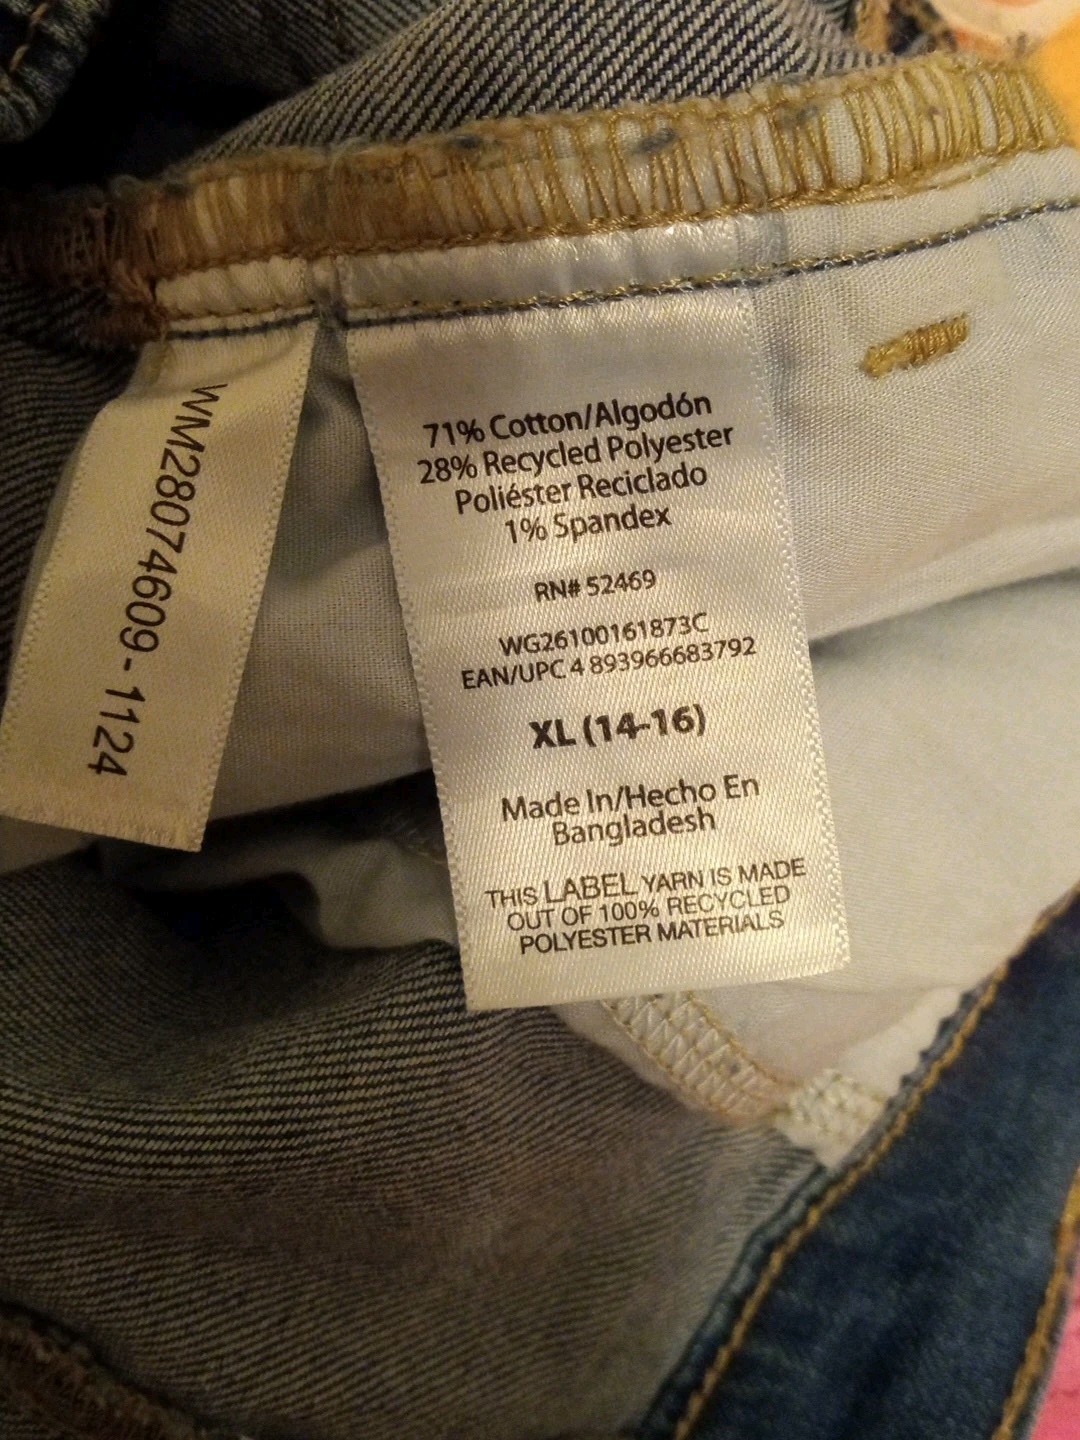 WM28074609-1124
71% Cotton/Algodón
28% Recycled Polyester
Poliéster Reciclado
1% Spandex
RN# 52469
WG26100161873C
EAN/UPC 4 893966683792
XL (14-16)
Made In/Hecho En
Bangladesh
THIS LABEL YARN IS MADE
OUT OF 100% RECYCLED
POLYESTER MATERIALS